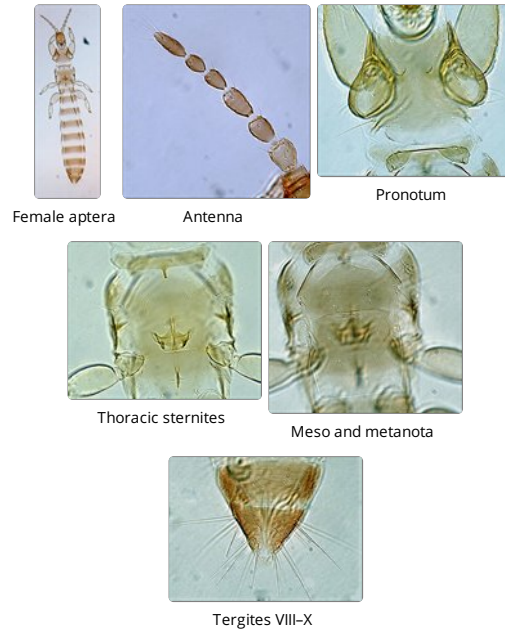 Female aptera
Antenna
Pronotum
Thoracic sternites
Meso and metanota
Tergites VIII–X